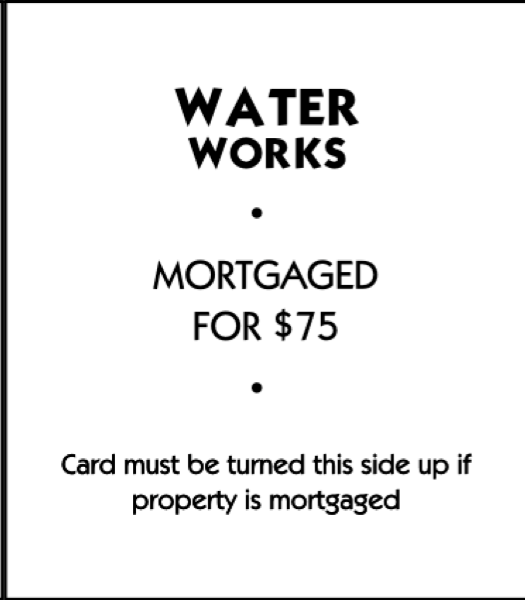 WATER
WORKS
•
MORTGAGED
FOR $75
•
Card must be turned this side up if
property is mortgaged